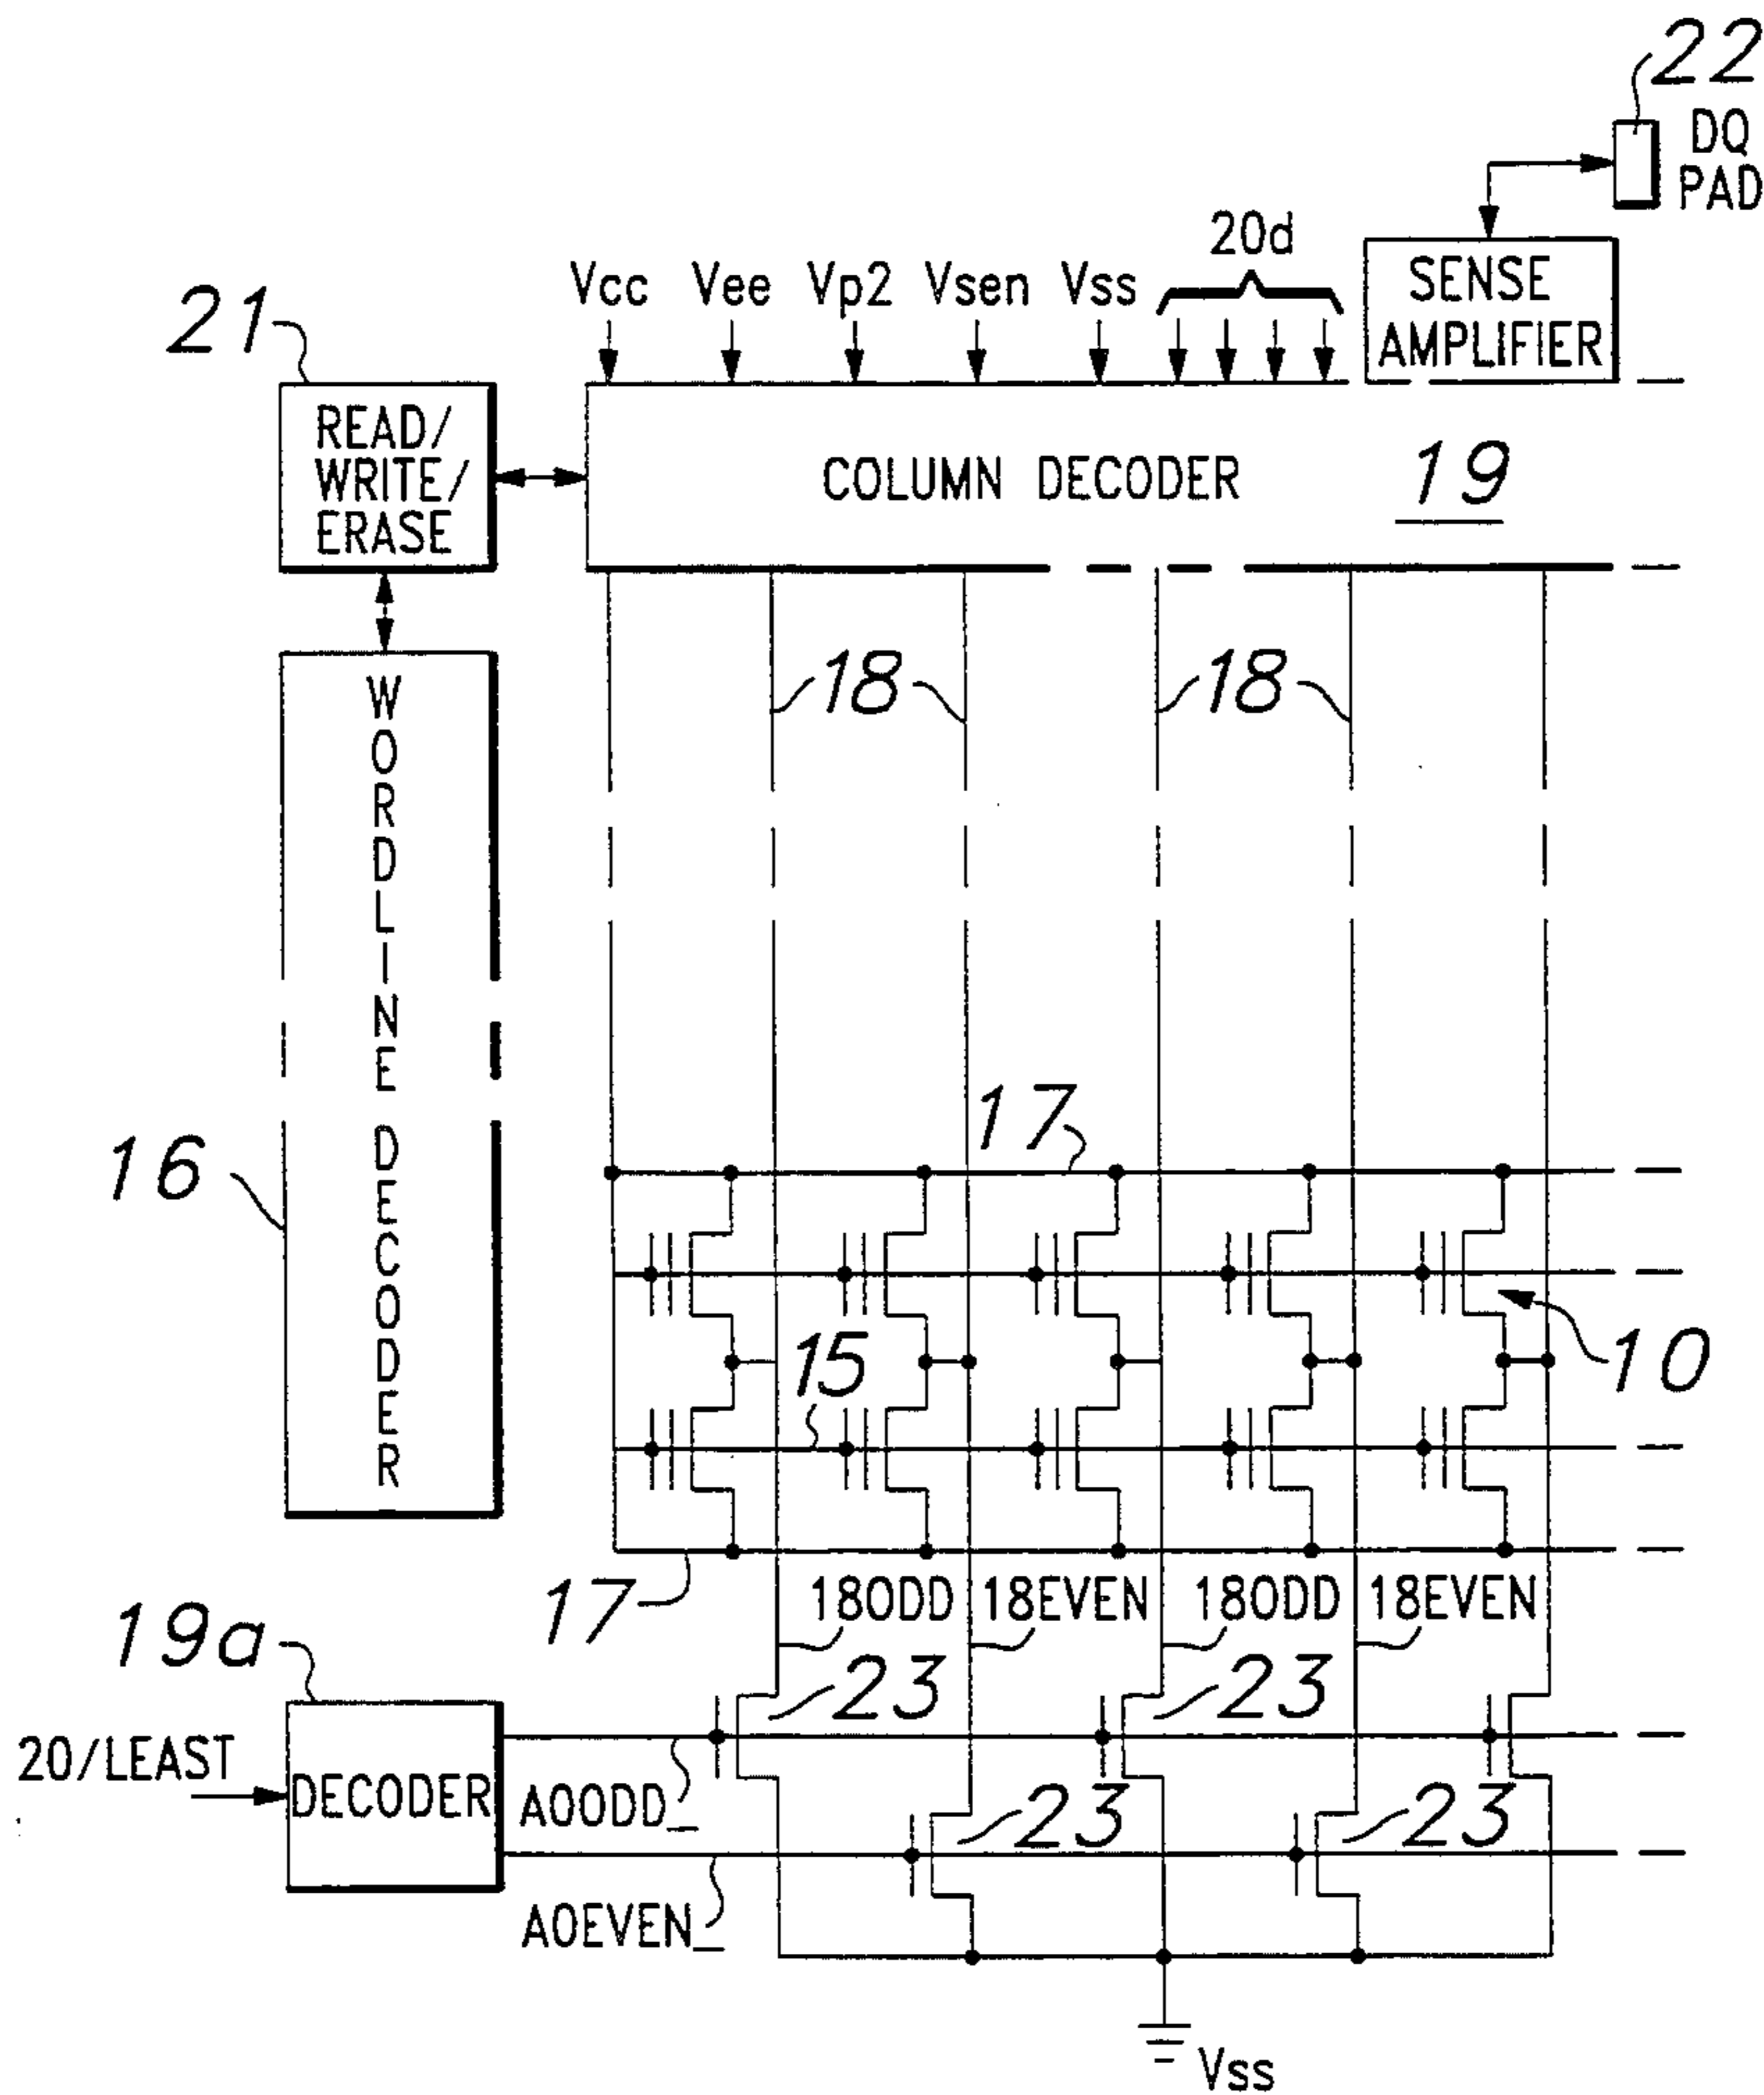 22
DQ
PAD
20d
Vcc Vee Vp2 Vsen Vss
SENSE
AMPLIFIER
21
READ/
WRITE/
ERASE
COLUMN DECODER
19
18
18
WORDLINE DECODER
17
16
10
15
17
18ODD
18EVEN
18ODD
18EVEN
19a
23
23
20/LEAST
DECODER
A0ODD_
23
23
A0EVEN_
Vss